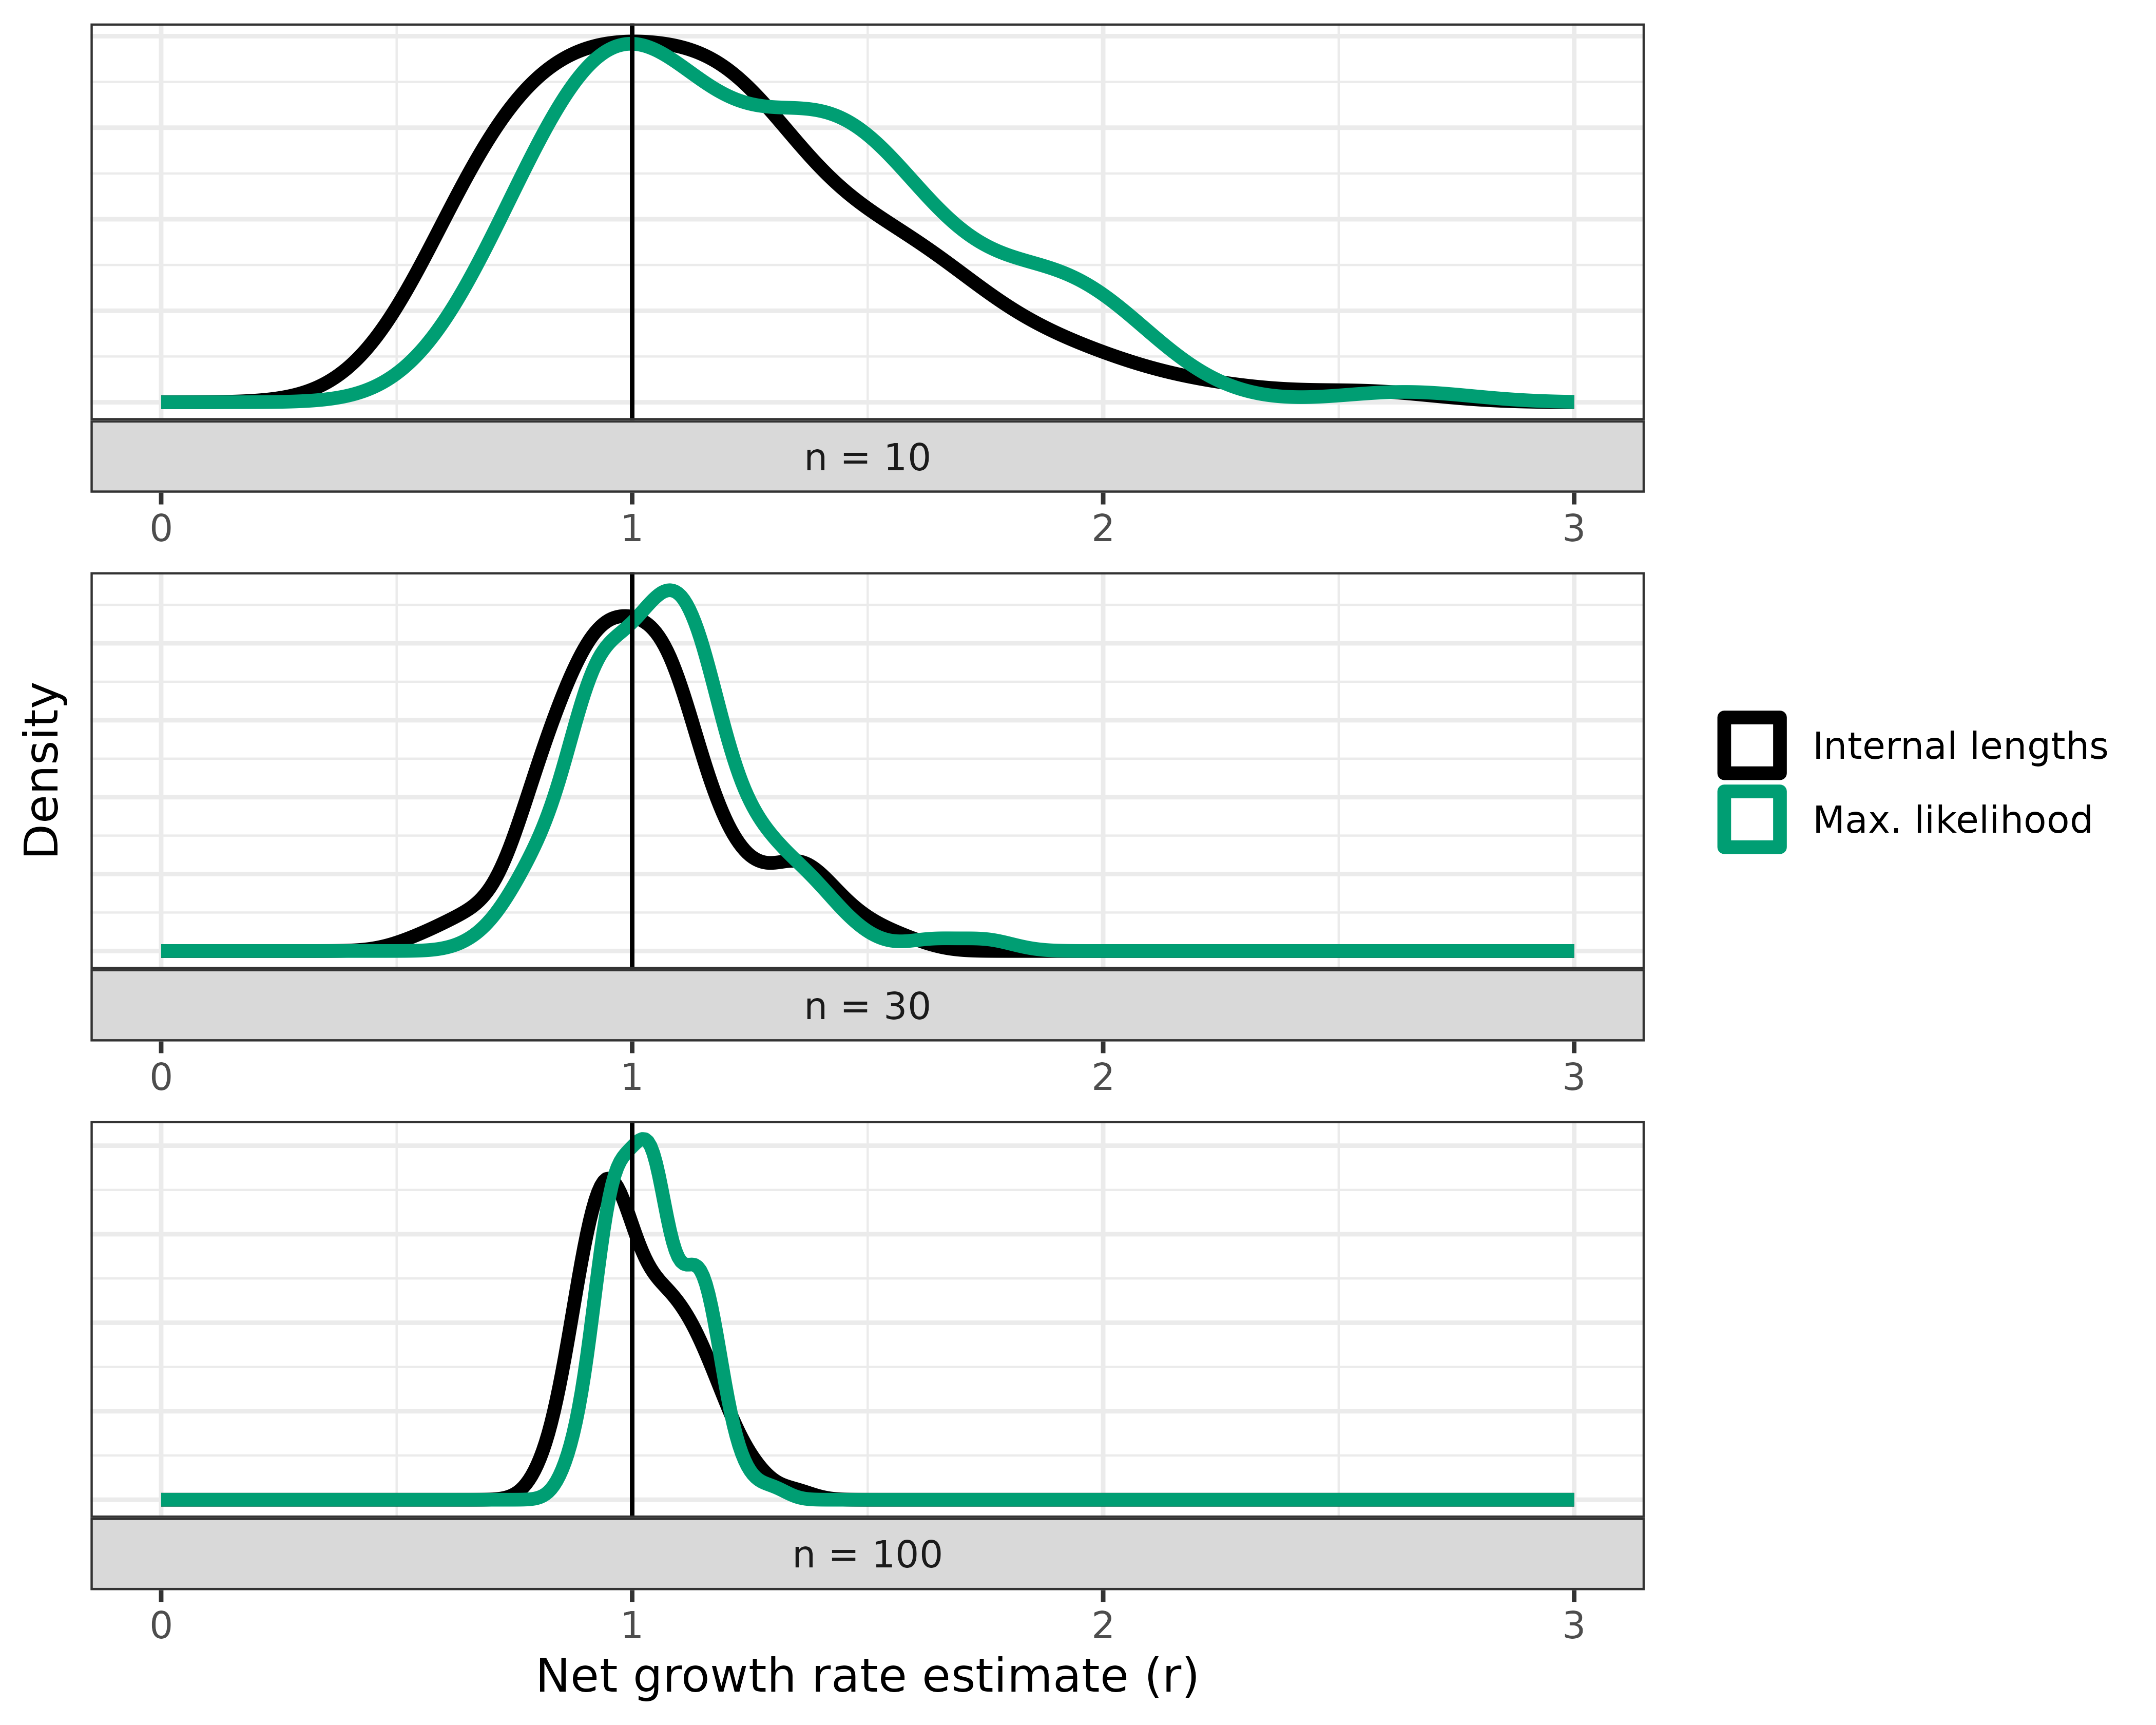 n = 10
0 1 2 3
n = 30
0 1 2 3
n = 100
0 1 2 3
Net growth rate estimate (r)
Density
Internal lengths
Max. likelihood